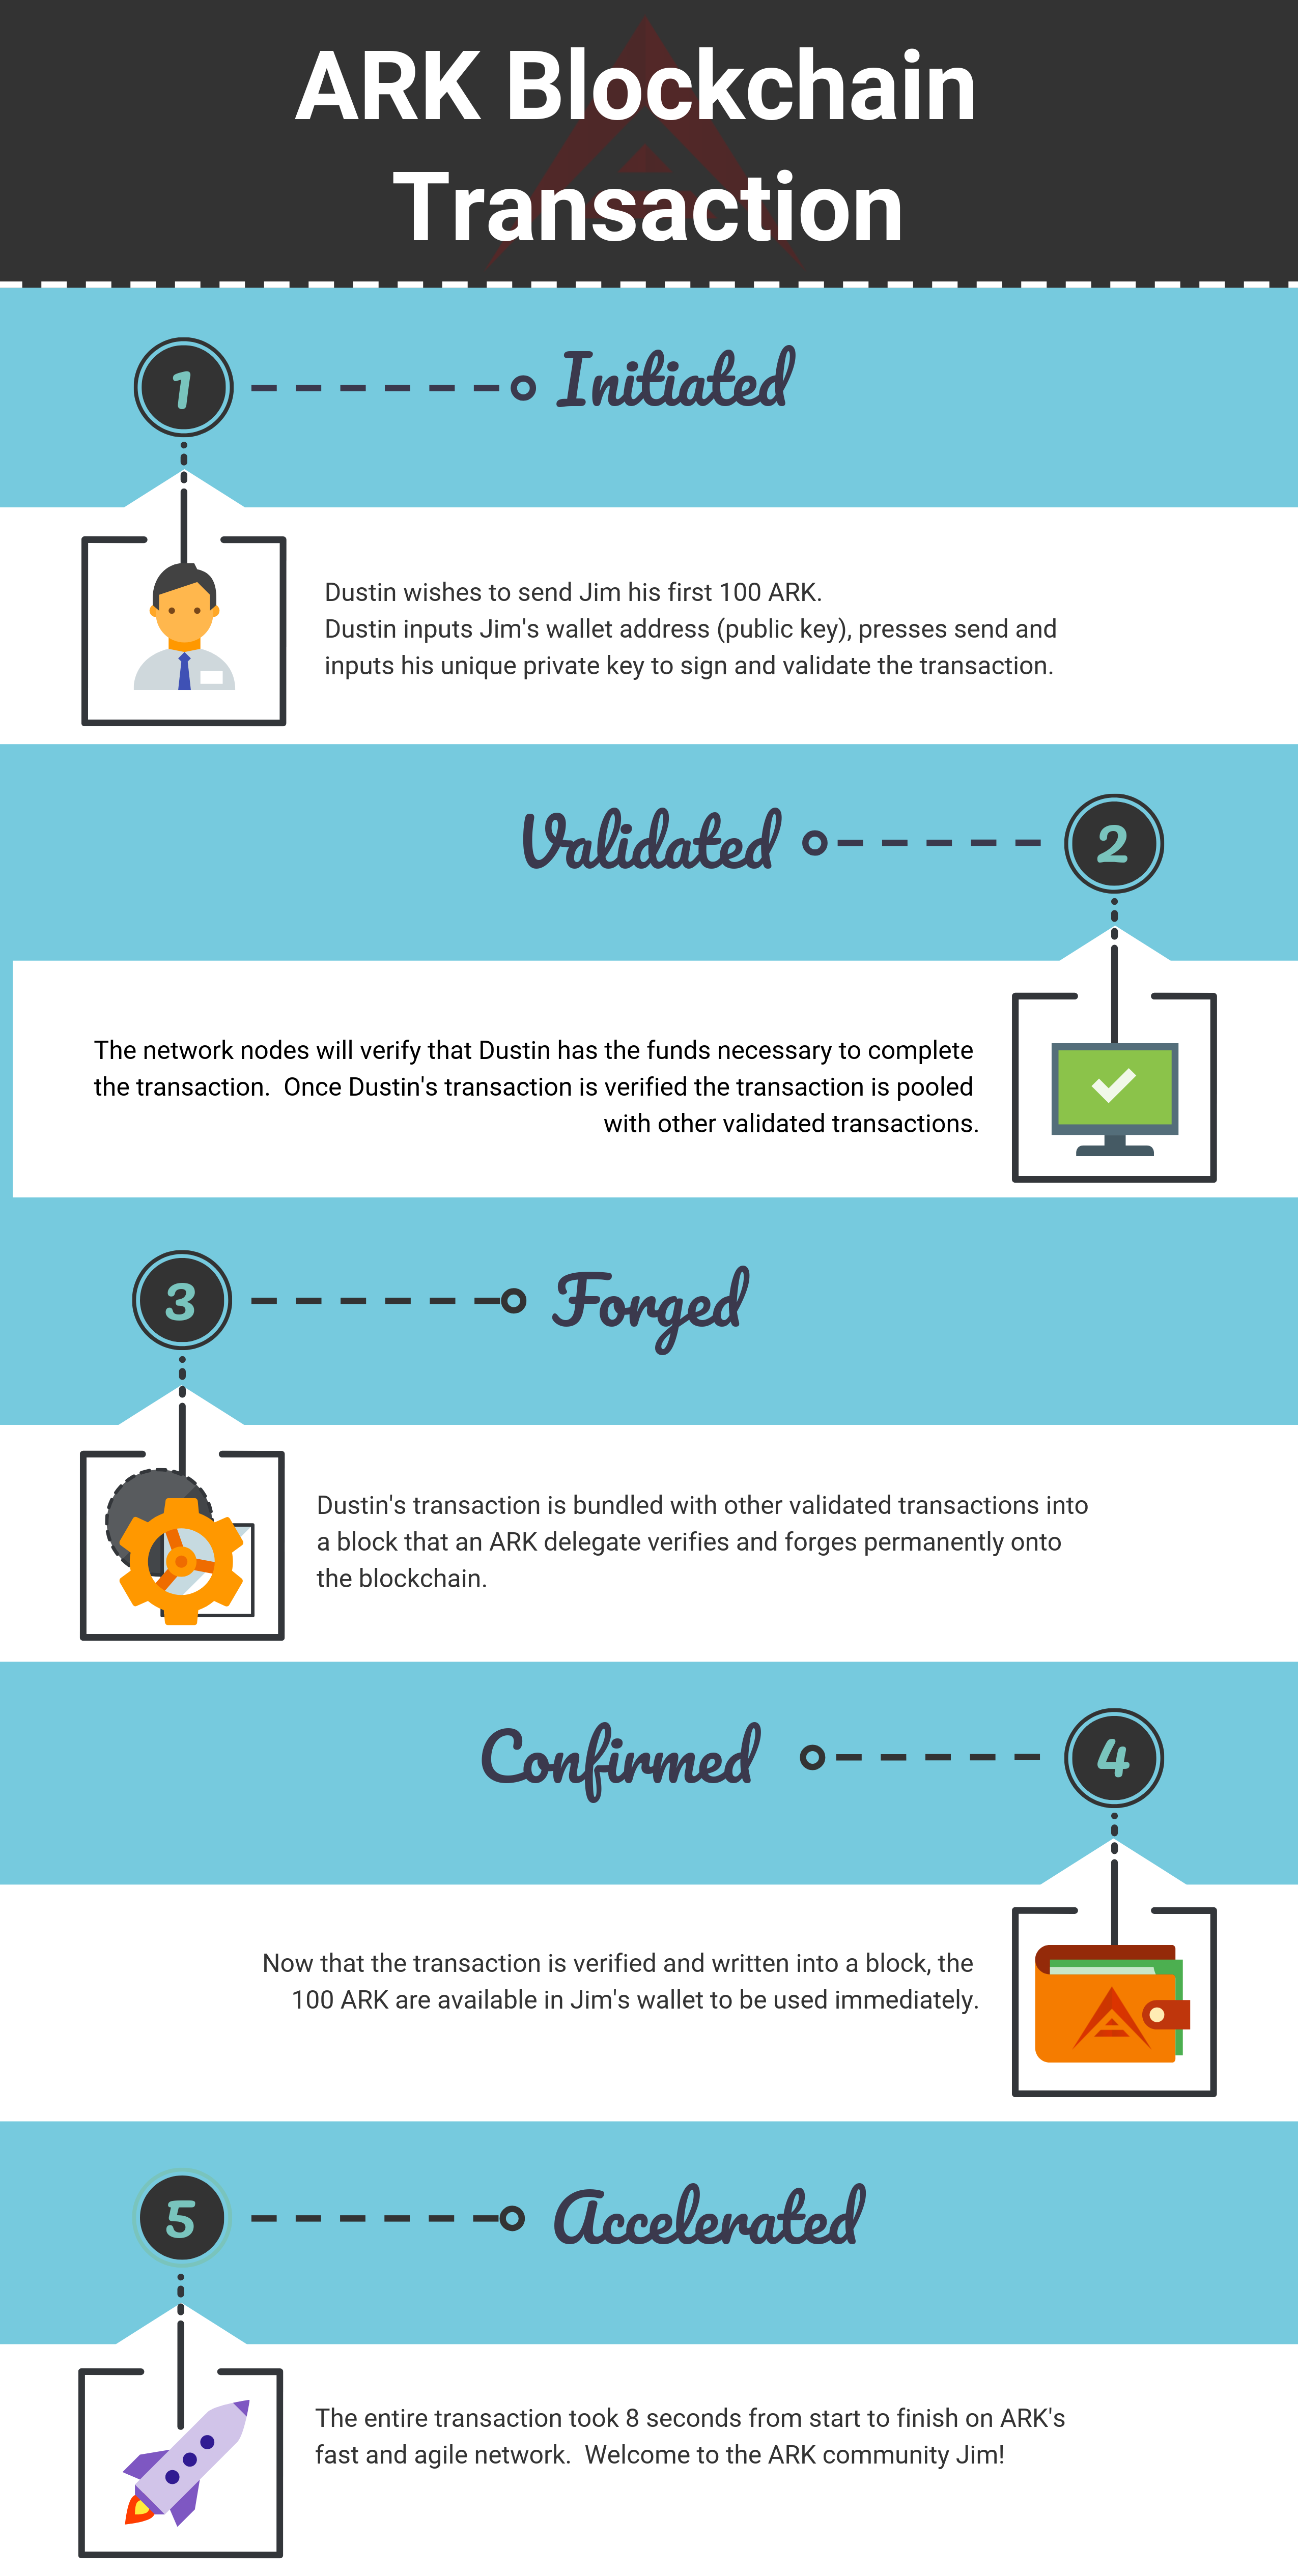 ARK Blockchain
Transaction
1
Initiated
Dustin wishes to send Jim his first 100 ARK.
Dustin inputs Jim's wallet address (public key), presses send and
inputs his unique private key to sign and validate the transaction.
Validated
2
The network nodes will verify that Dustin has the funds necessary to complete
the transaction.  Once Dustin's transaction is verified the transaction is pooled
with other validated transactions.
3
Forged
Dustin's transaction is bundled with other validated transactions into
a block that an ARK delegate verifies and forges permanently onto
the blockchain.
Confirmed
4
Now that the transaction is verified and written into a block, the
100 ARK are available in Jim's wallet to be used immediately.
5
Accelerated
The entire transaction took 8 seconds from start to finish on ARK's
fast and agile network.  Welcome to the ARK community Jim!